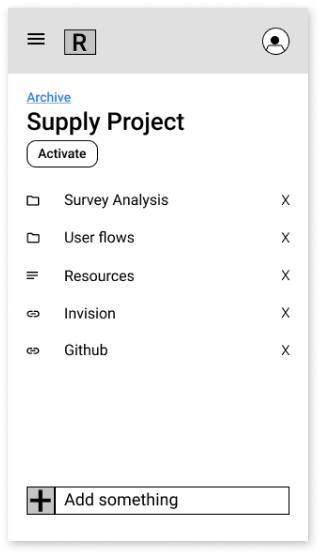 R
Archive
Supply Project
Activate
Survey Analysis X
User flows X
Resources X
Invision X
Github X
Add something